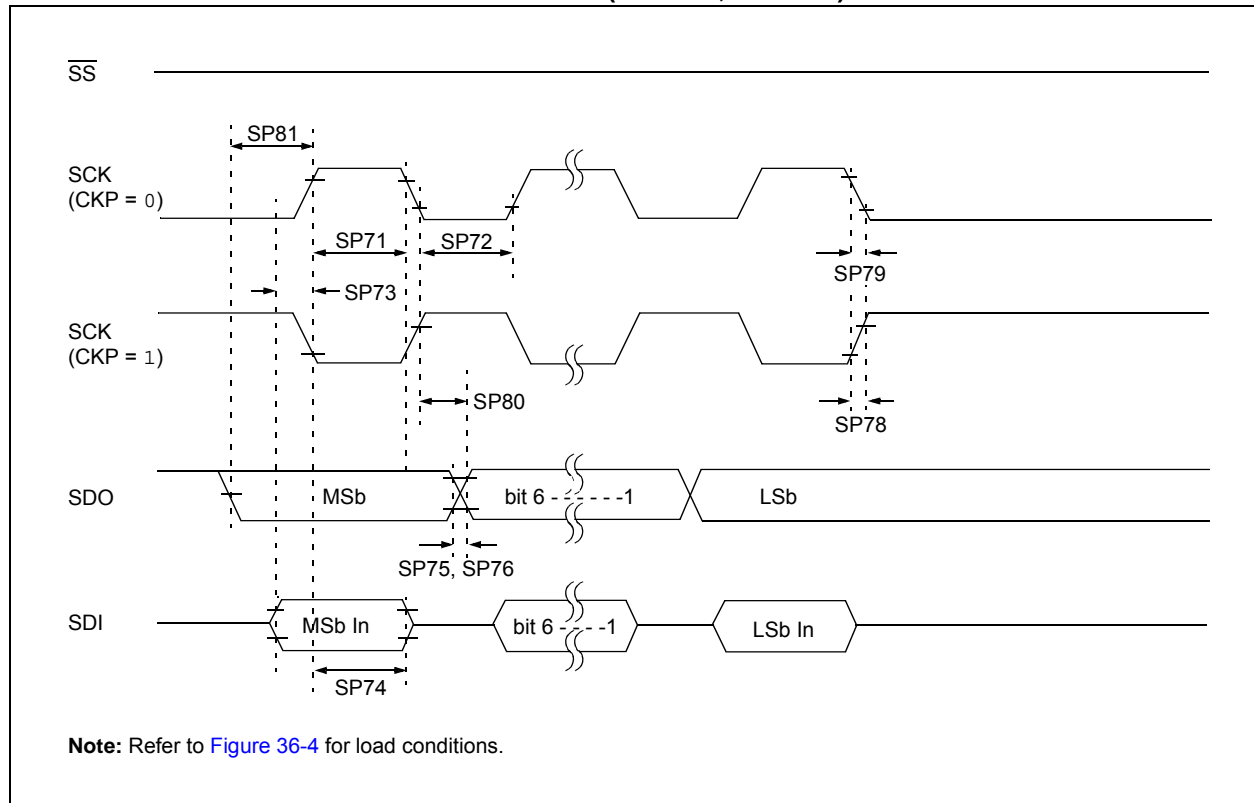 SS
SP81
SCK
(CKP = 0)
SP71
SP72
SP79
SP73
SCK
(CKP = 1)
SP80
SP78
SDO
MSb
bit 6 - - - - - -1
LSb
SP75, SP76
SDI
MSb In
bit 6 - - - -1
LSb In
SP74
Note: Refer to Figure 36-4 for load conditions.